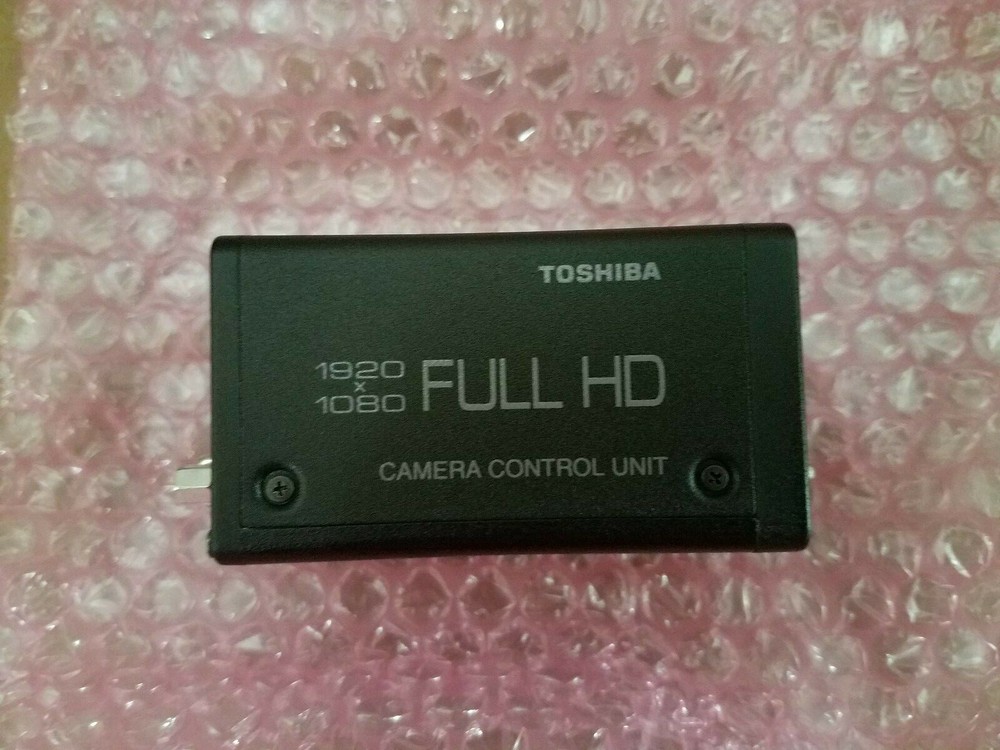 TOSHIBA
1920
x
1080
FULL HD
CAMERA CONTROL UNIT